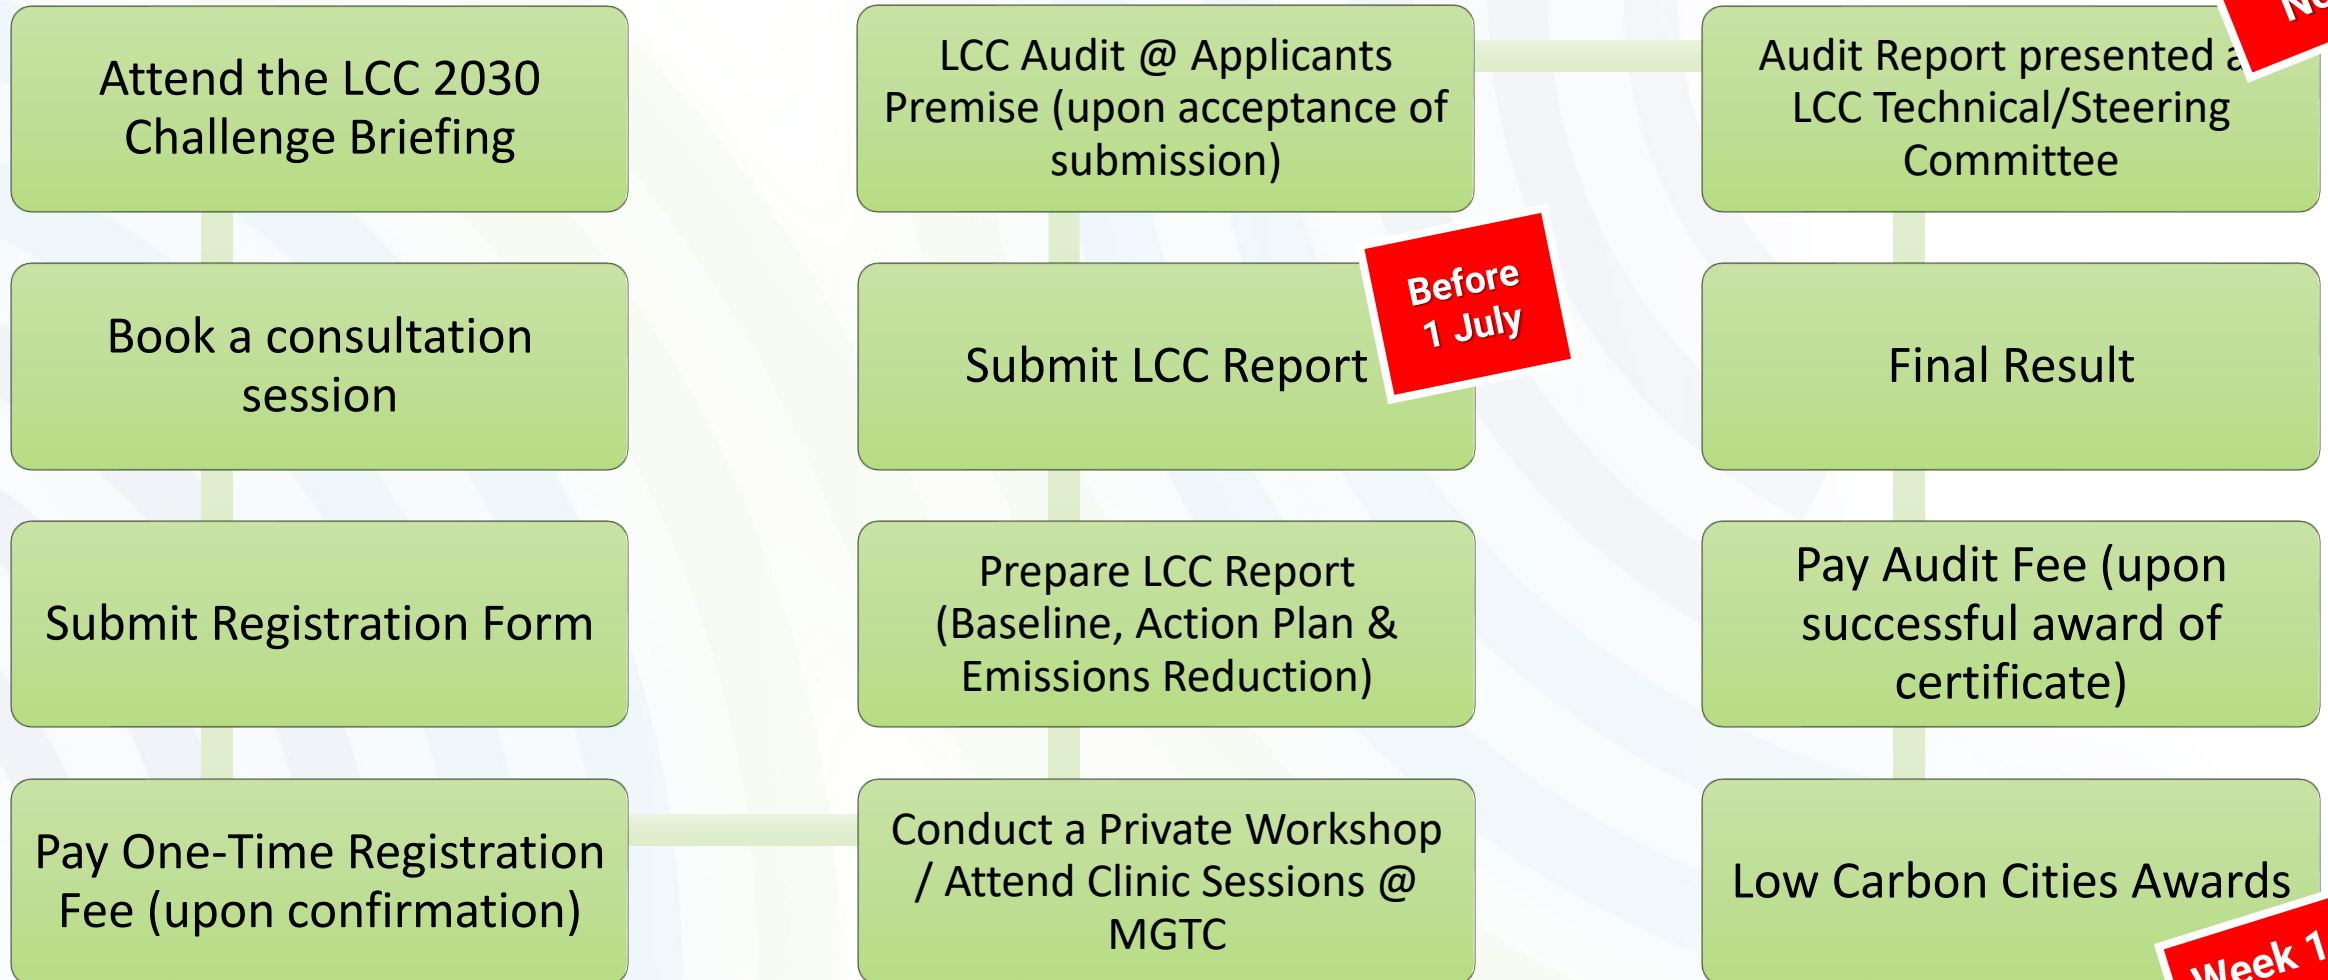 Attend the LCC 2030
Challenge Briefing
Book a consultation
session
Submit Registration Form
Pay One-Time Registration
Fee (upon confirmation)
LCC Audit @ Applicants
Premise (upon acceptance of
submission)
Before
1 July
Submit LCC Report
Prepare LCC Report
(Baseline, Action Plan &
Emissions Reduction)
Conduct a Private Workshop
/ Attend Clinic Sessions @
MGTC
Audit Report presented
LCC Technical/Steering
Committee
Final Result
Pay Audit Fee (upon
successful award of
certificate)
Low Carbon Cities Awards
Week 1